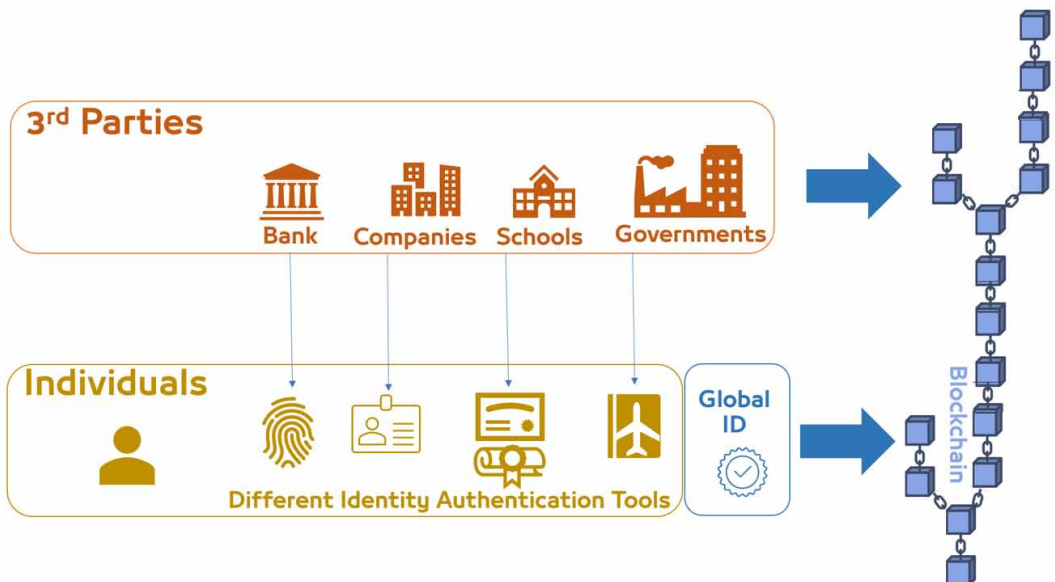 3rd Parties
Bank
Companies
Schools
Governments
Individuals
Different Identity Authentication Tools
Global
ID
Blockchain